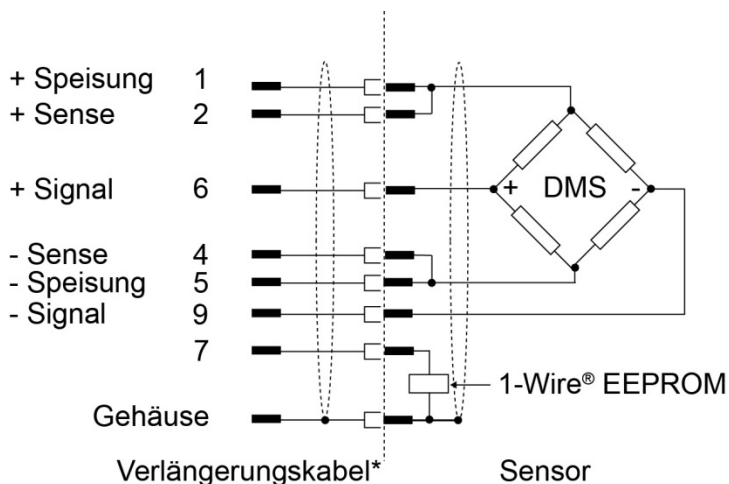 + Speisung 1
+ Sense 2
+ Signal 6
+ DMS -
- Sense 4
- Speisung 5
- Signal 9
7
1-Wire® EEPROM
Gehäuse
Verlängerungskabel* Sensor